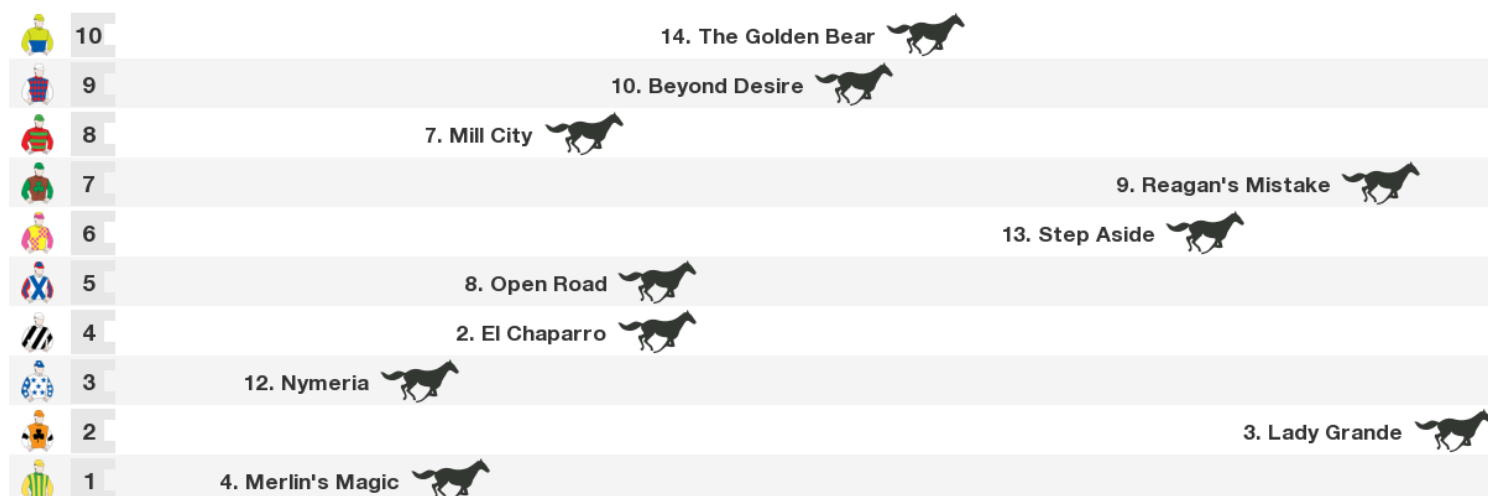 10 14. The Golden Bear
9 10. Beyond Desire
8 7. Mill City
7 9. Reagan's Mistake
6 13. Step Aside
5 8. Open Road
4 2. El Chaparro
3 12. Nymeria
2 3. Lady Grande
1 4. Merlin's Magic